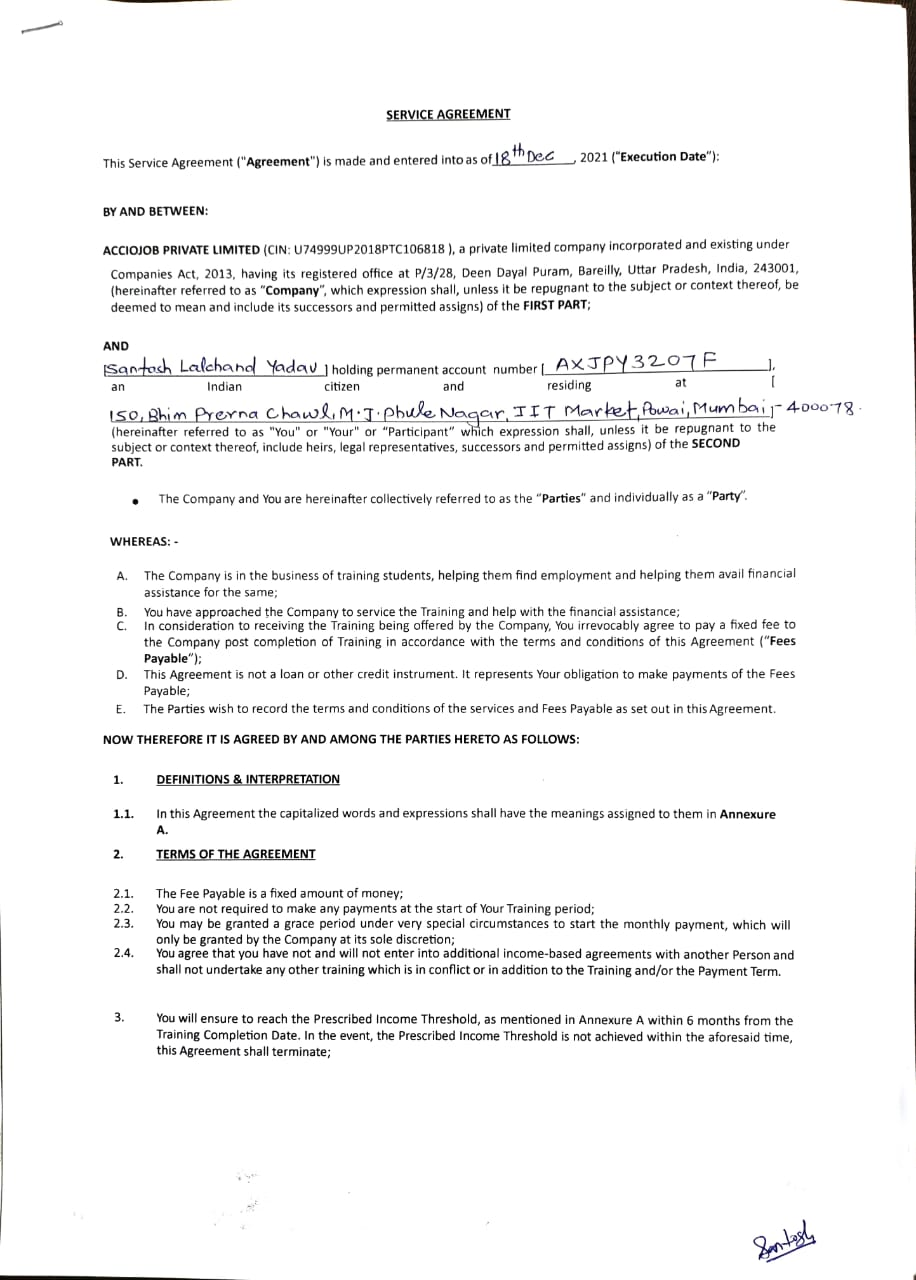 SERVICE AGREEMENT
This Service Agreement ("Agreement") is made and entered into as of 18th Dec, 2021 ("Execution Date"):
BY AND BETWEEN:
ACCIOJOB PRIVATE LIMITED (CIN: U74999UP2018PTC106818 ), a private limited company incorporated and existing under
Companies Act, 2013, having its registered office at P/3/28, Deen Dayal Puram, Bareilly, Uttar Pradesh, India, 243001,
(hereinafter referred to as "Company", which expression shall, unless it be repugnant to the subject or context thereof, be
deemed to mean and include its successors and permitted assigns) of the FIRST PART;
AND
[Santosh Lalchand Yadav] holding permanent account number [ AXJPY3207F ],
an Indian citizen and residing at [
150, Bhim Prerna Chawl, M.J. Phule Nagar, IIT Market, Powai, Mumbai,- 400078.
(hereinafter referred to as "You" or "Your" or "Participant" which expression shall, unless it be repugnant to the
subject or context thereof, include heirs, legal representatives, successors and permitted assigns) of the SECOND
PART.
• The Company and You are hereinafter collectively referred to as the "Parties" and individually as a "Party".
WHEREAS: -
A. The Company is in the business of training students, helping them find employment and helping them avail financial
assistance for the same;
B. You have approached the Company to service the Training and help with the financial assistance;
C. In consideration to receiving the Training being offered by the Company, You irrevocably agree to pay a fixed fee to
the Company post completion of Training in accordance with the terms and conditions of this Agreement ("Fees
Payable");
D. This Agreement is not a loan or other credit instrument. It represents Your obligation to make payments of the Fees
Payable;
E. The Parties wish to record the terms and conditions of the services and Fees Payable as set out in this Agreement.
NOW THEREFORE IT IS AGREED BY AND AMONG THE PARTIES HERETO AS FOLLOWS:
1. DEFINITIONS & INTERPRETATION
1.1. In this Agreement the capitalized words and expressions shall have the meanings assigned to them in Annexure
A.
2. TERMS OF THE AGREEMENT
2.1. The Fee Payable is a fixed amount of money;
2.2. You are not required to make any payments at the start of Your Training period;
2.3. You may be granted a grace period under very special circumstances to start the monthly payment, which will
only be granted by the Company at its sole discretion;
2.4. You agree that you have not and will not enter into additional income-based agreements with another Person and
shall not undertake any other training which is in conflict or in addition to the Training and/or the Payment Term.
3. You will ensure to reach the Prescribed Income Threshold, as mentioned in Annexure A within 6 months from the
Training Completion Date. In the event, the Prescribed Income Threshold is not achieved within the aforesaid time,
this Agreement shall terminate;
Santosh